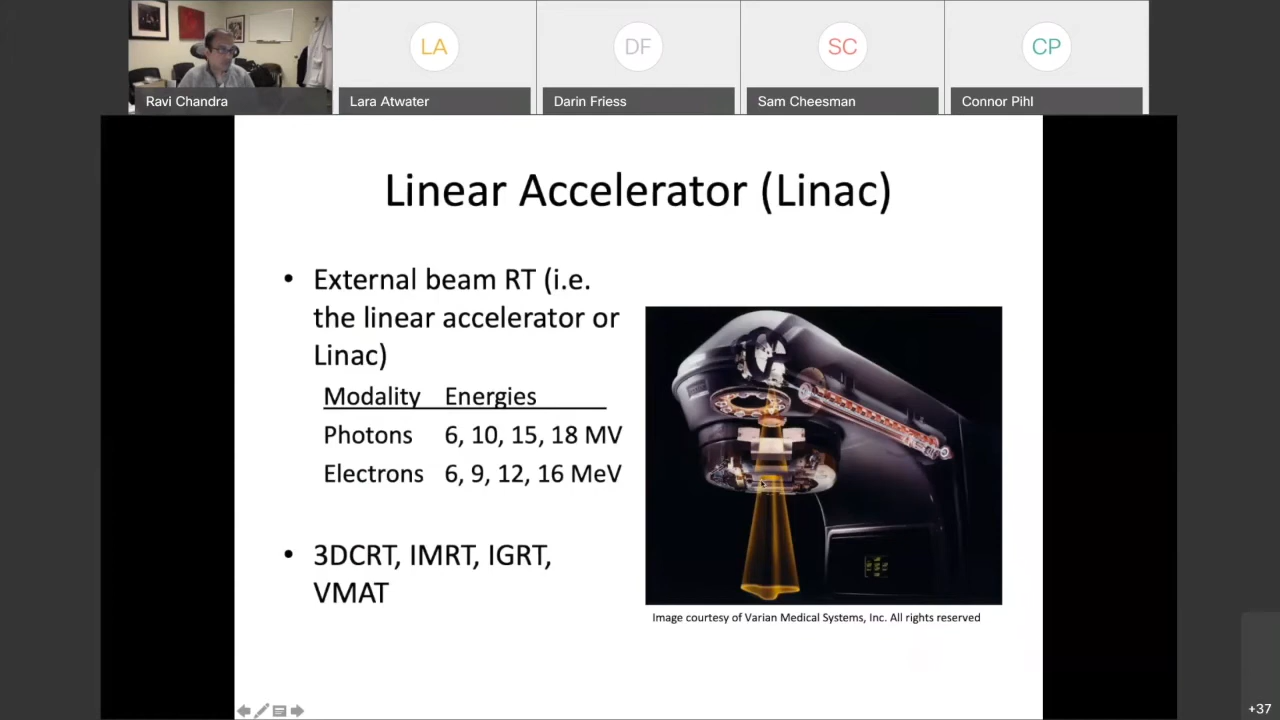 LA
DF
SC
CP
Ravi Chandra
Lara Atwater
Darin Friess
Sam Cheesman
Connor Pihl
Linear Accelerator (Linac)
• External beam RT (i.e.
the linear accelerator or
Linac)
Modality Energies
Photons 6, 10, 15, 18 MV
Electrons 6, 9, 12, 16 MeV
• 3DCRT, IMRT, IGRT,
VMAT
Image courtesy of Varian Medical Systems, Inc. All rights reserved
+37